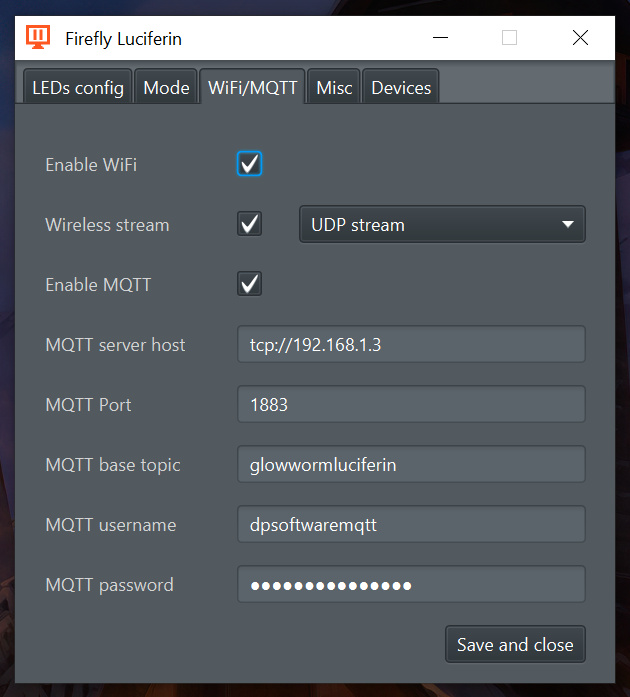 Firefly Luciferin
LEDs config Mode WiFi/MQTT Misc Devices
Enable WiFi
Wireless stream UDP stream
Enable MQTT
MQTT server host tcp://192.168.1.3
MQTT Port 1883
MQTT base topic glowwormluciferin
MQTT username dpsoftwaremqtt
MQTT password ●●●●●●●●●●●●●●●
Save and close